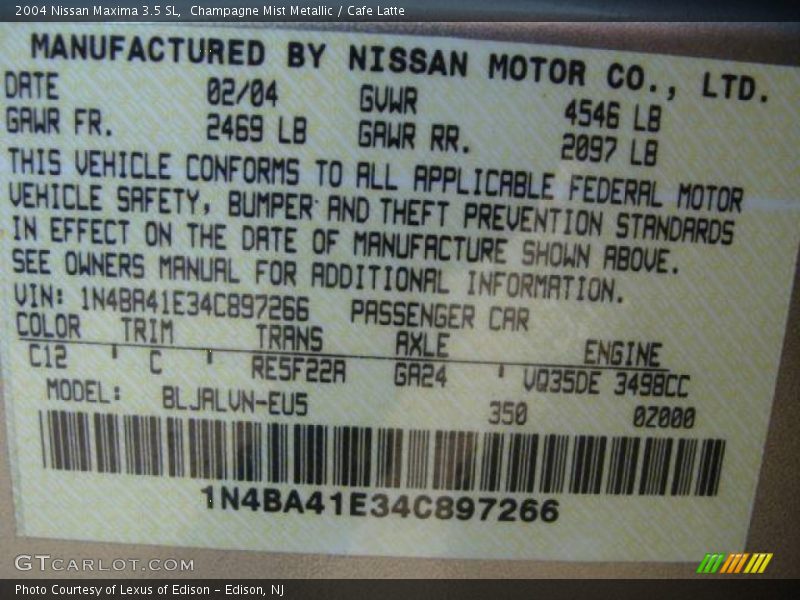 2004 Nissan Maxima 3.5 SL, Champagne Mist Metallic / Cafe Latte
MANUFACTURED BY NISSAN MOTOR CO., LTD.
DATE 02/04 GVWR 4546 LB
GAWR FR. 2469 LB GAWR RR. 2097 LB
THIS VEHICLE CONFORMS TO ALL APPLICABLE FEDERAL MOTOR
VEHICLE SAFETY, BUMPER AND THEFT PREVENTION STANDARDS
IN EFFECT ON THE DATE OF MANUFACTURE SHOWN ABOVE.
SEE OWNERS MANUAL FOR ADDITIONAL INFORMATION.
VIN: 1N4BA41E34C897266 PASSENGER CAR
COLOR TRIM TRANS AXLE ENGINE
C12 C RE5F22A GA24 VQ35DE 3498CC
MODEL: BLJALVN-EU5 350 0Z000
1N4BA41E34C897266
GTCARLOT.COM
Photo Courtesy of Lexus of Edison – Edison, NJ